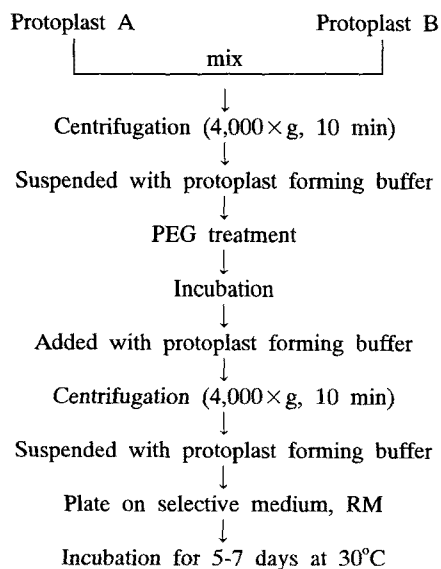 Protoplast A Protoplast B
mix
↓
Centrifugation (4,000×g, 10 min)
↓
Suspended with protoplast forming buffer
↓
PEG treatment
↓
Incubation
↓
Added with protoplast forming buffer
↓
Centrifugation (4,000×g, 10 min)
↓
Suspended with protoplast forming buffer
↓
Plate on selective medium, RM
↓
Incubation for 5-7 days at 30°C